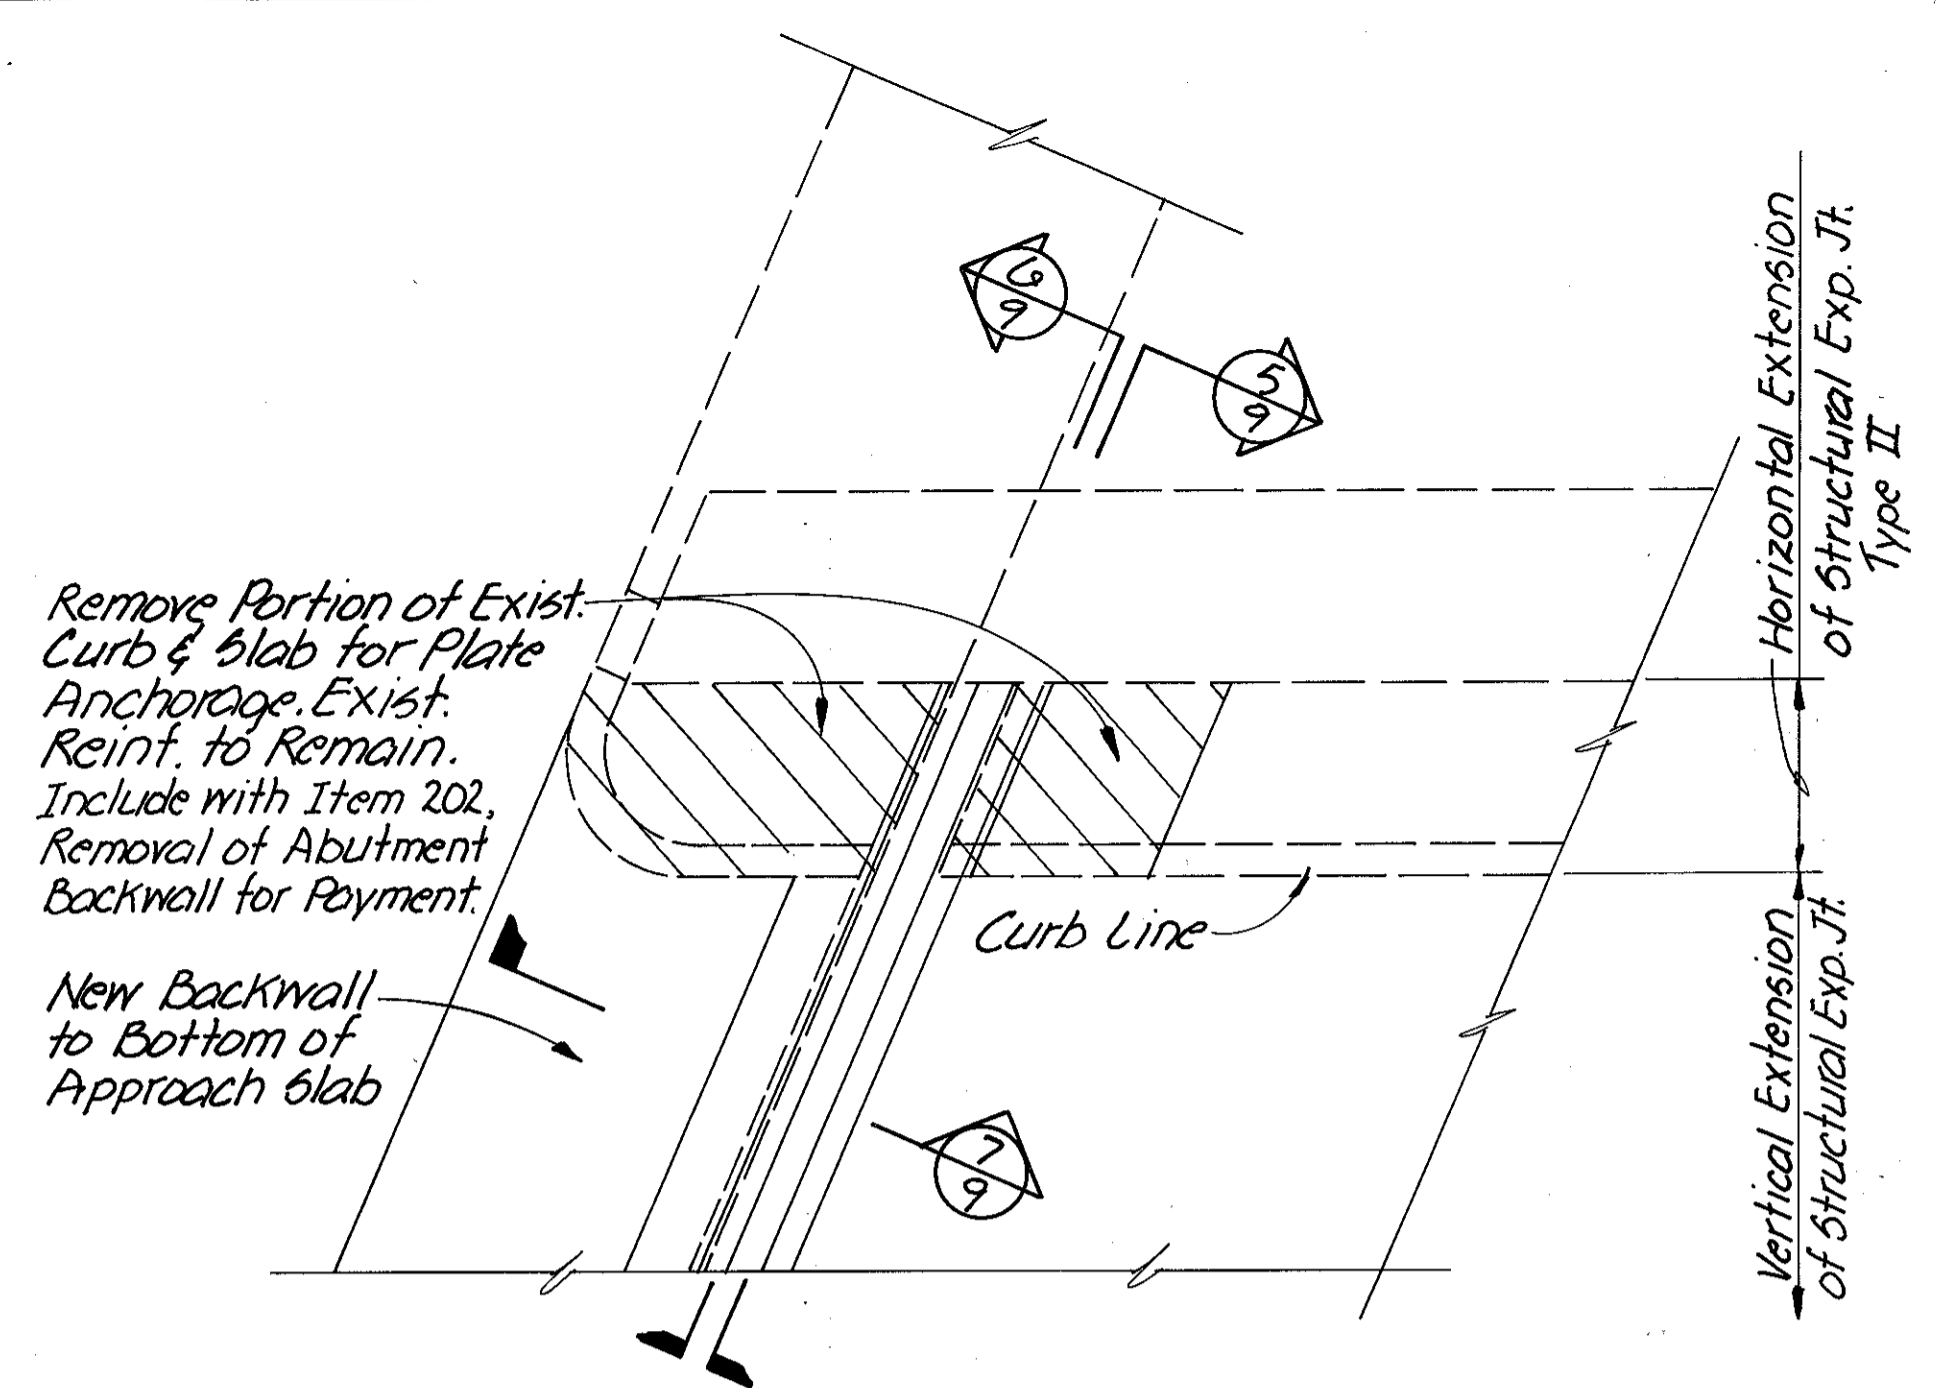 6
9
5
9
Horizontal Extension
of Structural Exp. Jt.
Type II
Remove Portion of Exist.
Curb & Slab for Plate
Anchorage. Exist.
Reinf. to Remain.
Include with Item 202,
Removal of Abutment
Backwall for Payment.
Curb Line
New Backwall
to Bottom of
Approach Slab
7
9
Vertical Extension
of Structural Exp. Jt.